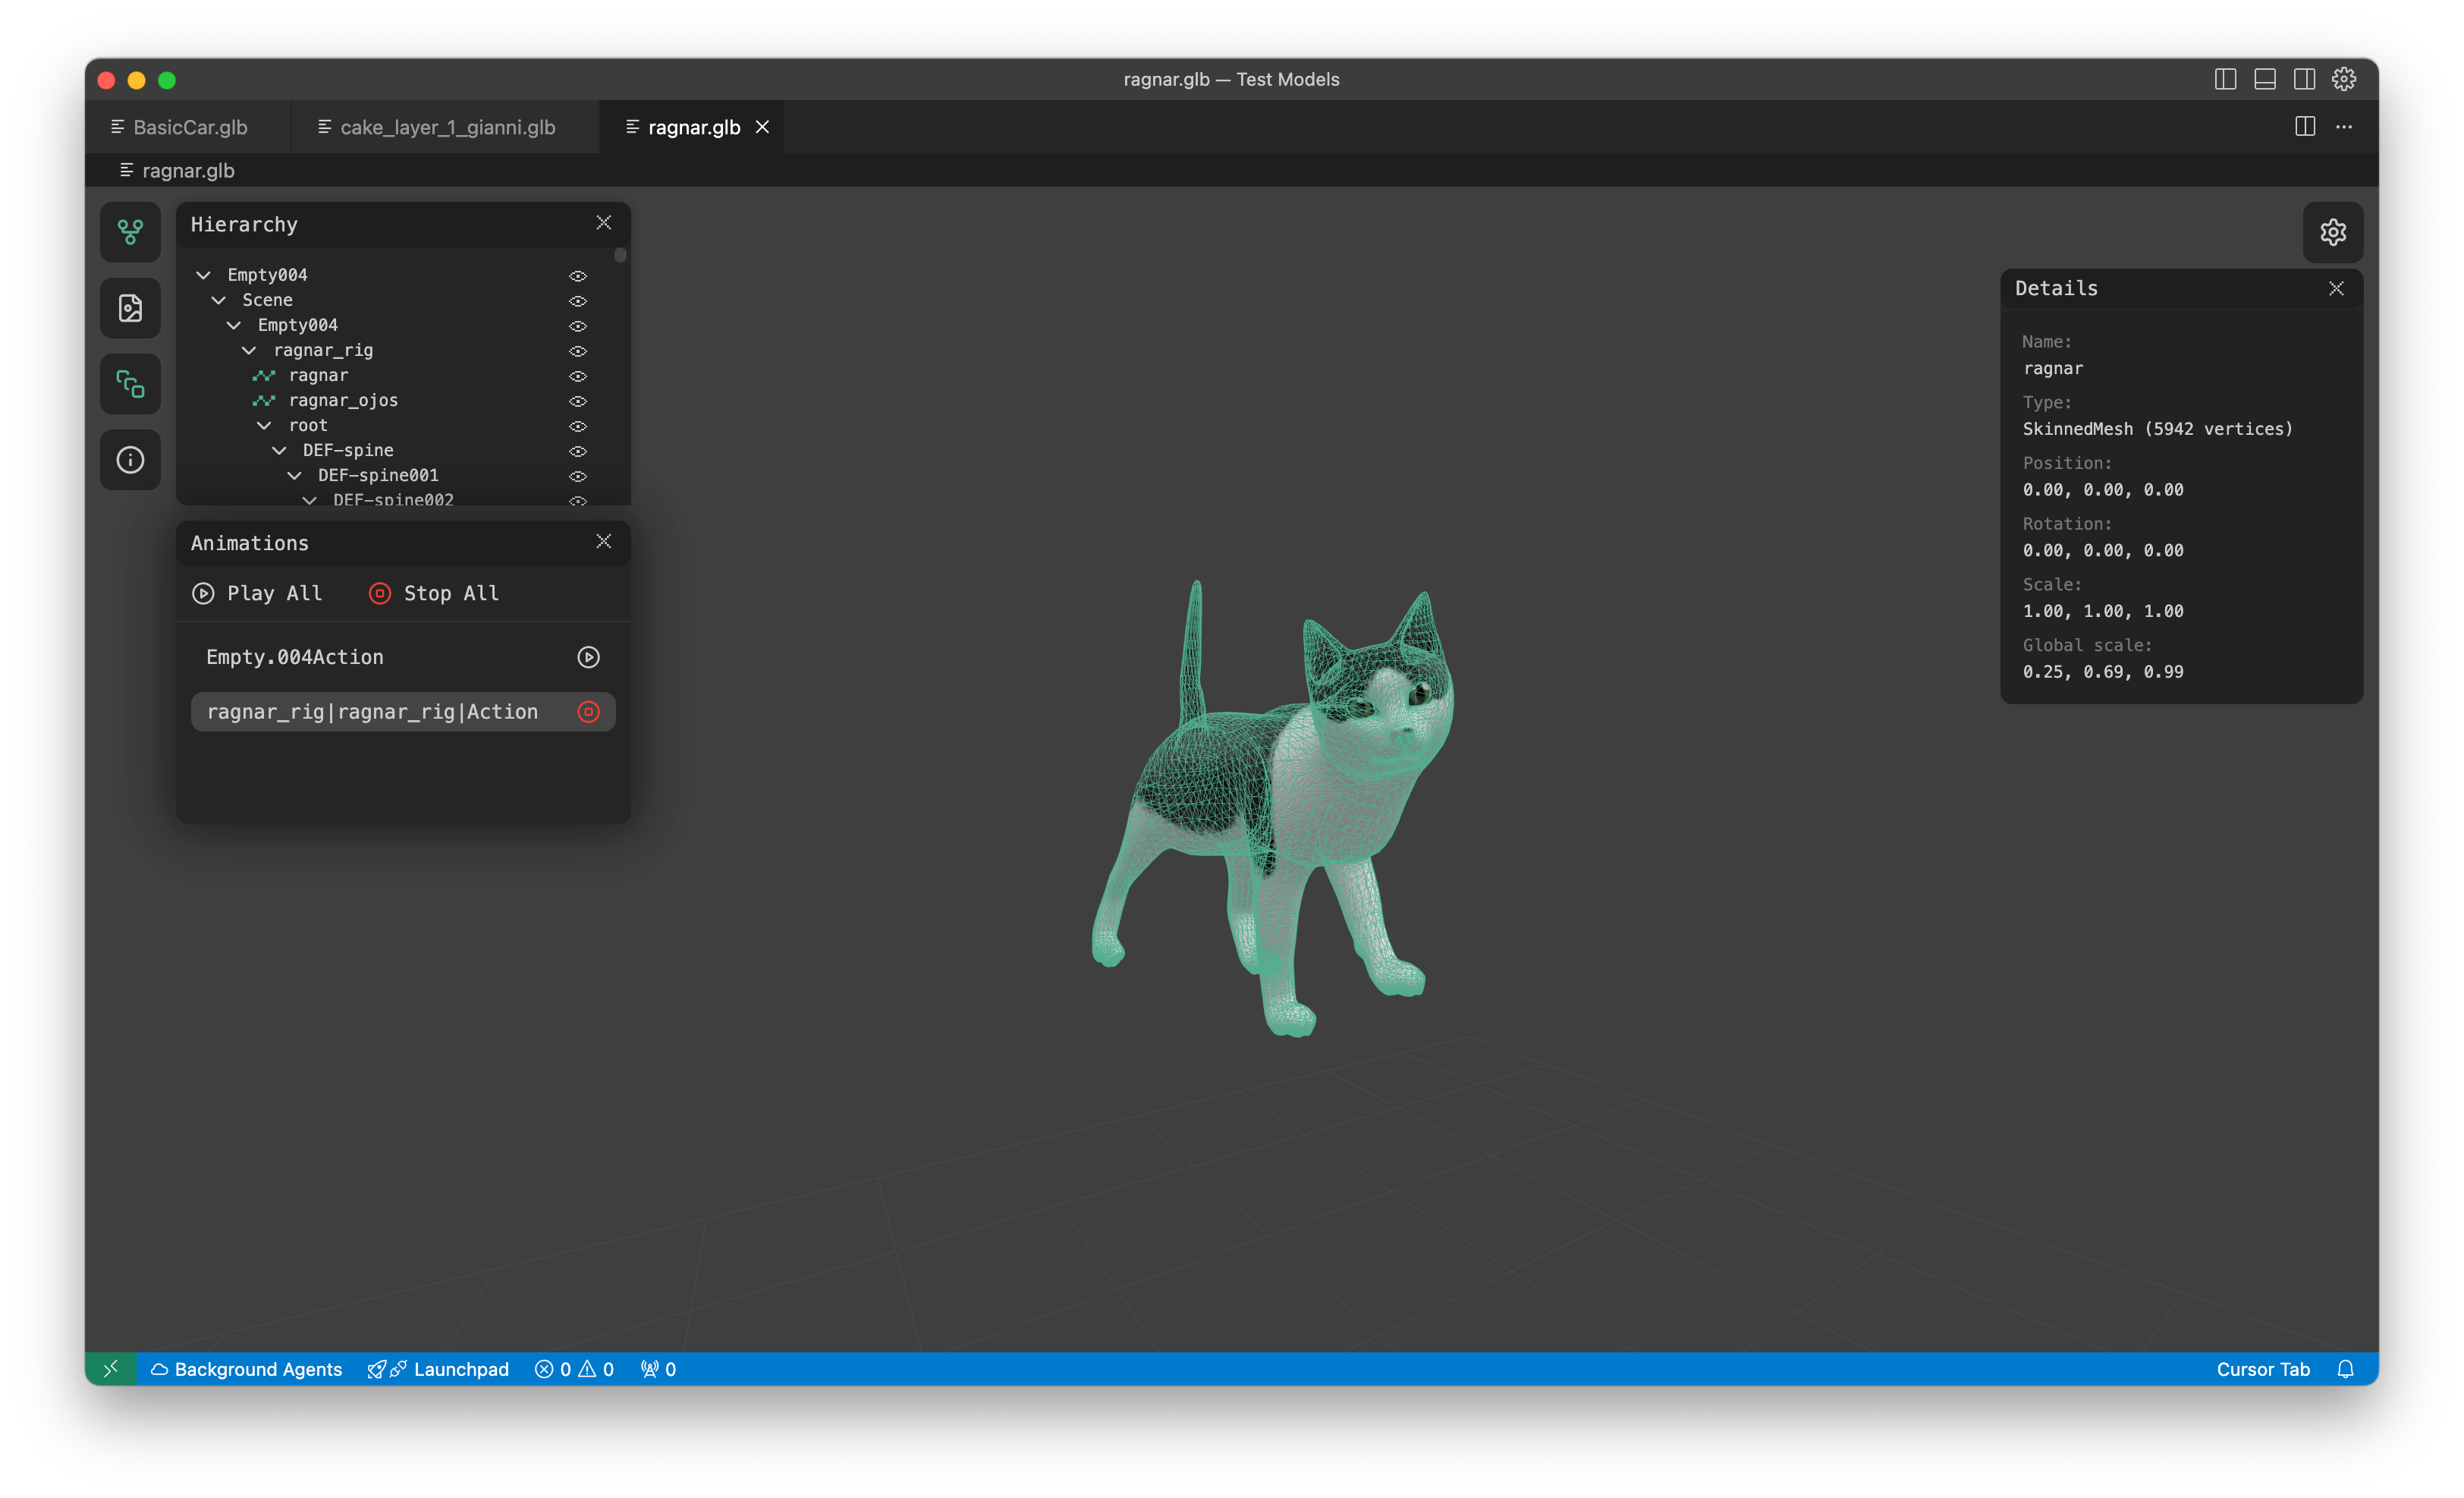 ragnar.glb — Test Models
BasicCar.glb
cake_layer_1_gianni.glb
ragnar.glb
ragnar.glb
Hierarchy
Empty004
Scene
Empty004
ragnar_rig
ragnar
ragnar_ojos
root
DEF-spine
DEF-spine001
DEF-spine002
Animations
Play All
Stop All
Empty.004Action
ragnar_rig|ragnar_rig|Action
Details
Name:
ragnar
Type:
SkinnedMesh (5942 vertices)
Position:
0.00, 0.00, 0.00
Rotation:
0.00, 0.00, 0.00
Scale:
1.00, 1.00, 1.00
Global scale:
0.25, 0.69, 0.99
Background Agents
Launchpad
0
0
0
Cursor Tab